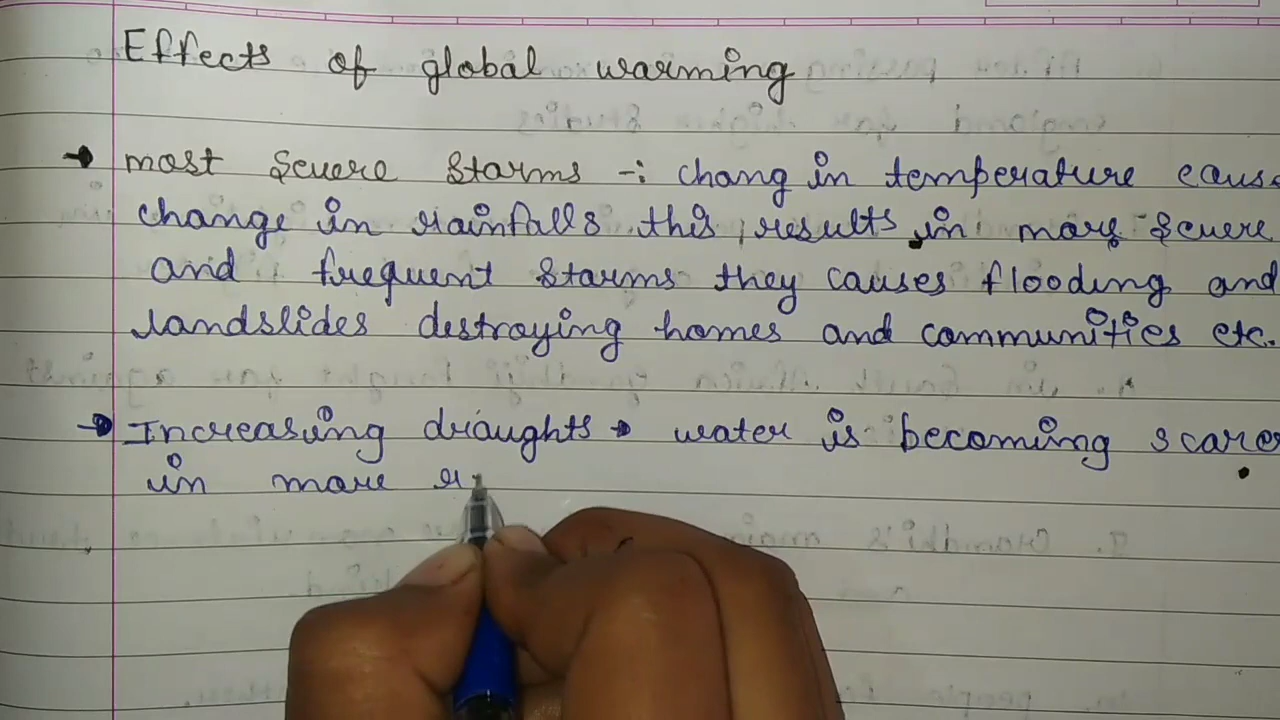 Effects of global warming
→ most Severe Storms -: chang in temperature cause
change in rainfalls this results in more severe
and frequent storms they causes flooding and
landslides destroying homes and communities etc.
→ Increasing draughts → water is becoming scarce
in more r